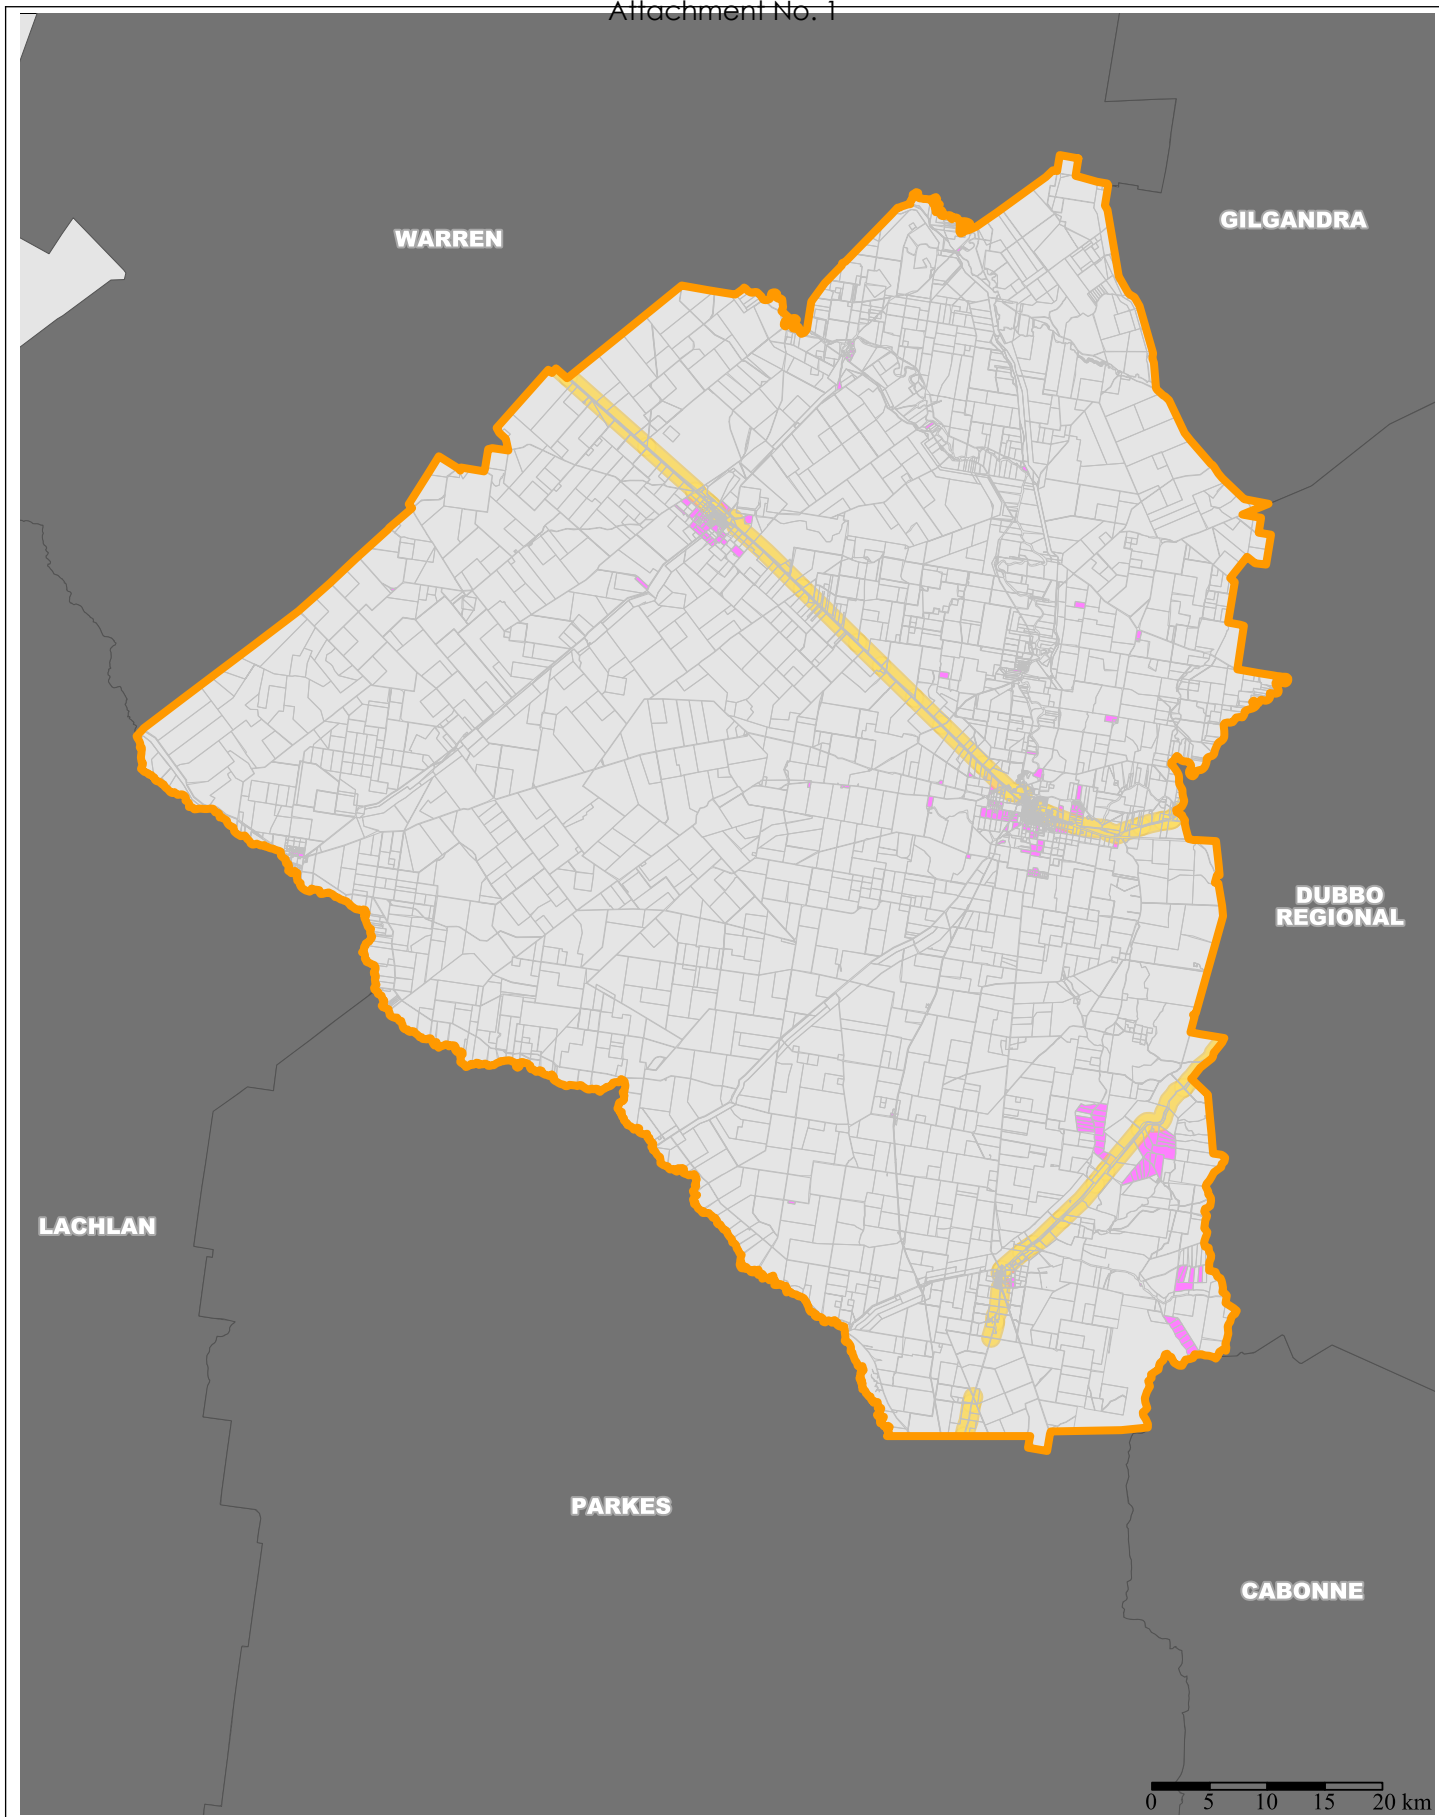 Attachment No. 1
WARREN
GILGANDRA
DUBBO
REGIONAL
LACHLAN
PARKES
CABONNE
0 5 10 15 20 km